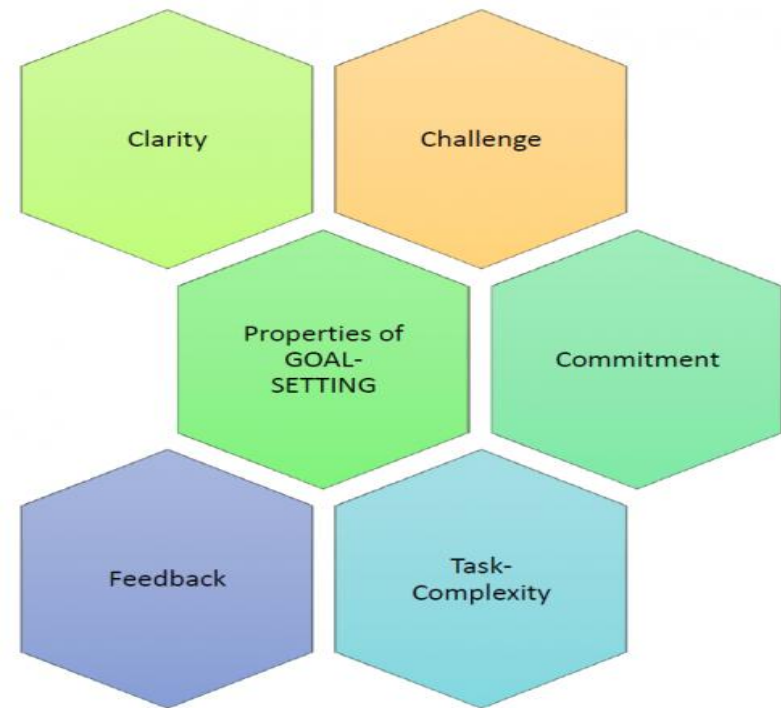 Clarity
Challenge
Properties of
GOAL-
SETTING
Commitment
Feedback
Task-
Complexity